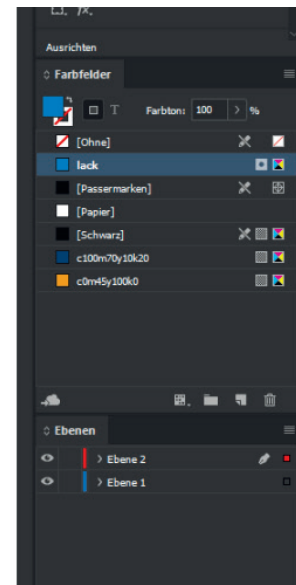 Ausrichten
Farbfelder
T Farbton: 100 > %
[Ohne]
lack
[Passermarken]
[Papier]
[Schwarz]
c100m70y10k20
c0m45y100k0
Ebenen
> Ebene 2
> Ebene 1